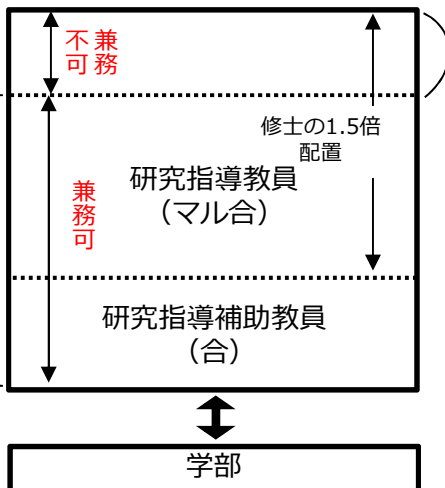 兼務
不可
修士の1.5倍
配置
兼務可
研究指導教員
（マル合）
研究指導補助教員
（合）
学部